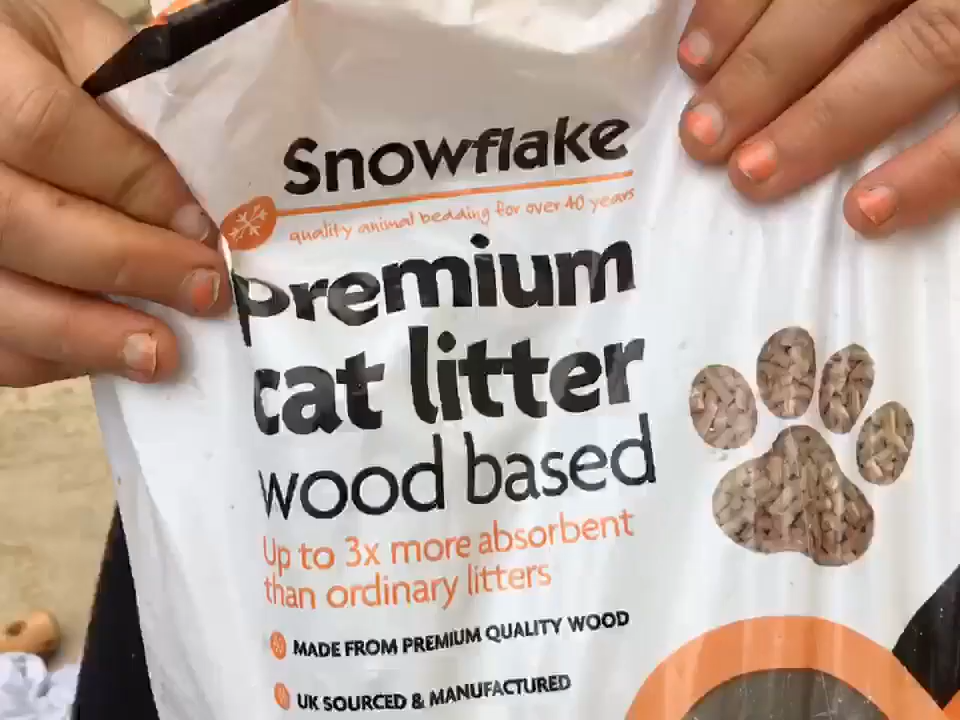 Snowflake
quality animal bedding for over 40 years
premium
cat litter
wood based
Up to 3x more absorbent
than ordinary litters
MADE FROM PREMIUM QUALITY WOOD
UK SOURCED & MANUFACTURED